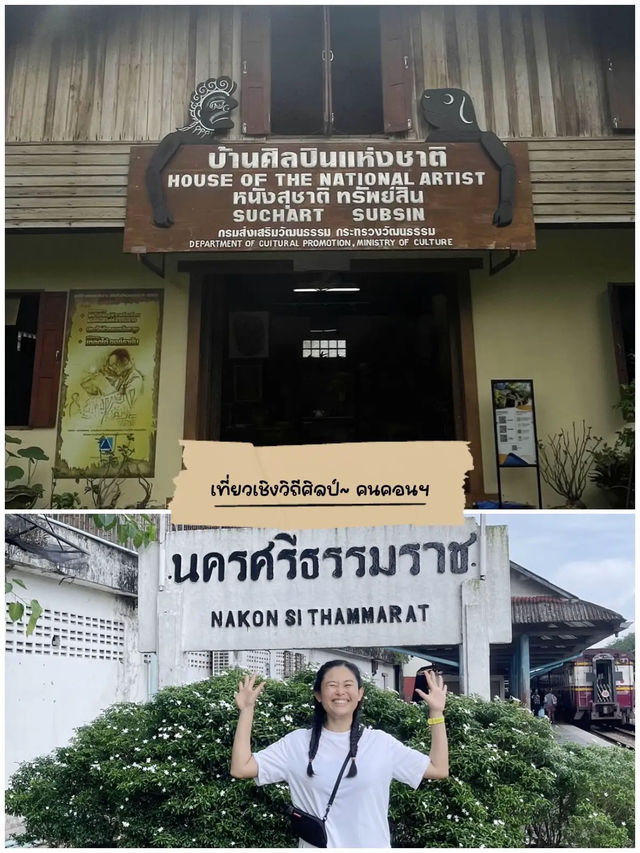 บ้านศิลปินแห่งชาติ
HOUSE OF THE NATIONAL ARTIST
หนังสุชาติ ทรัพย์สิน
SUCHART SUBSIN
กรมส่งเสริมวัฒนธรรม กระทรวงวัฒนธรรม
DEPARTMENT OF CULTURAL PROMOTION, MINISTRY OF CULTURE
เที่ยวเชิงวิถีศิลป์~ คนคอนฯ
นครศรีธรรมราช
NAKON SI THAMMARAT